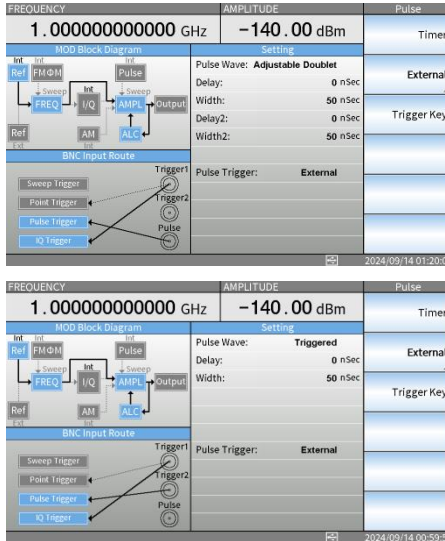 FREQUENCY AMPLITUDE Pulse
1.000000000000 GHz -140.00 dBm
MOD Block Diagram Setting
Timer
Int Int Int
Ref FMΦM Pulse
Pulse Wave: Adjustable Doublet
Delay: 0 nSec
External
Sweep Int Sweep
FREQ I/Q AMPL Output
Width: 50 nSec
Delay2: 0 nSec
Trigger Key
Ref AM ALC
Width2: 50 nSec
Ext Int
BNC Input Route
Trigger1
Pulse Trigger: External
Sweep Trigger
Trigger2
Point Trigger
Pulse Trigger
Pulse
IQ Trigger
2024/09/14 01:20:0
FREQUENCY AMPLITUDE Pulse
1.000000000000 GHz -140.00 dBm
MOD Block Diagram Setting
Timer
Int Int Int
Ref FMΦM Pulse
Pulse Wave: Triggered
Delay: 0 nSec
External
Sweep Int Sweep
FREQ I/Q AMPL Output
Width: 50 nSec
Trigger Key
Ref AM ALC
Ext Int
BNC Input Route
Trigger1
Pulse Trigger: External
Sweep Trigger
Trigger2
Point Trigger
Pulse Trigger
Pulse
IQ Trigger
2024/09/14 00:59: